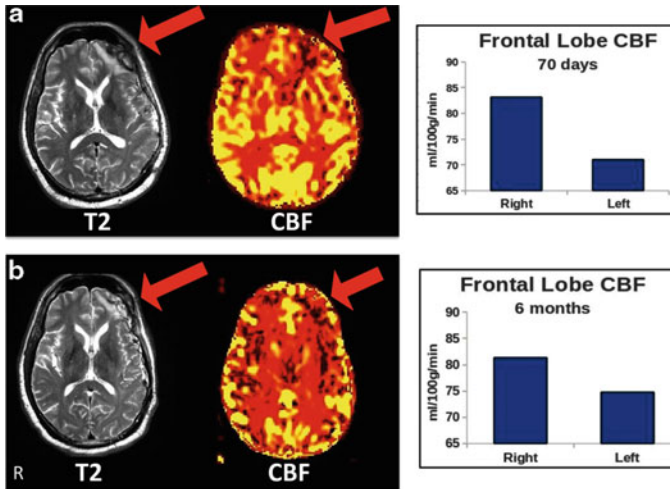 a
T2 CBF
Frontal Lobe CBF
70 days
ml/100g/min
90
85
80
75
70
65
Right Left
b
R
T2 CBF
Frontal Lobe CBF
6 months
ml/100g/min
90
85
80
75
70
65
Right Left